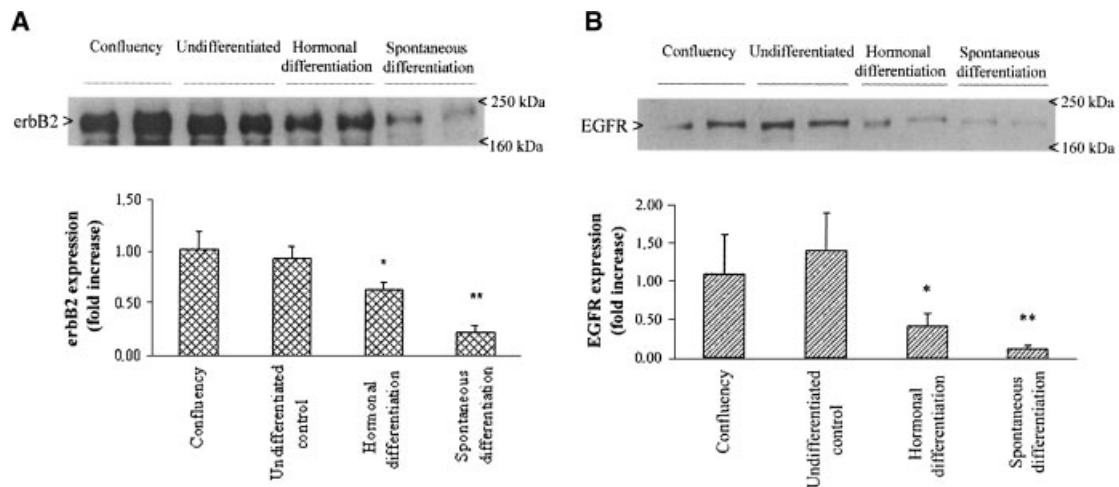 A
Confluency Undifferentiated Hormonal differentiation Spontaneous differentiation
erbB2 >
< 250 kDa
< 160 kDa
erbB2 expression
(fold increase)
1.50
1.00
0.50
0.00
*
**
Confluency
Undifferentiated
control
Hormonal
differentiation
Spontaneous
differentiation
B
Confluency Undifferentiated Hormonal differentiation Spontaneous differentiation
EGFR >
< 250 kDa
< 160 kDa
EGFR expression
(fold increase)
2.00
1.50
1.00
0.50
0.00
*
**
Confluency
Undifferentiated
control
Hormonal
differentiation
Spontaneous
differentiation